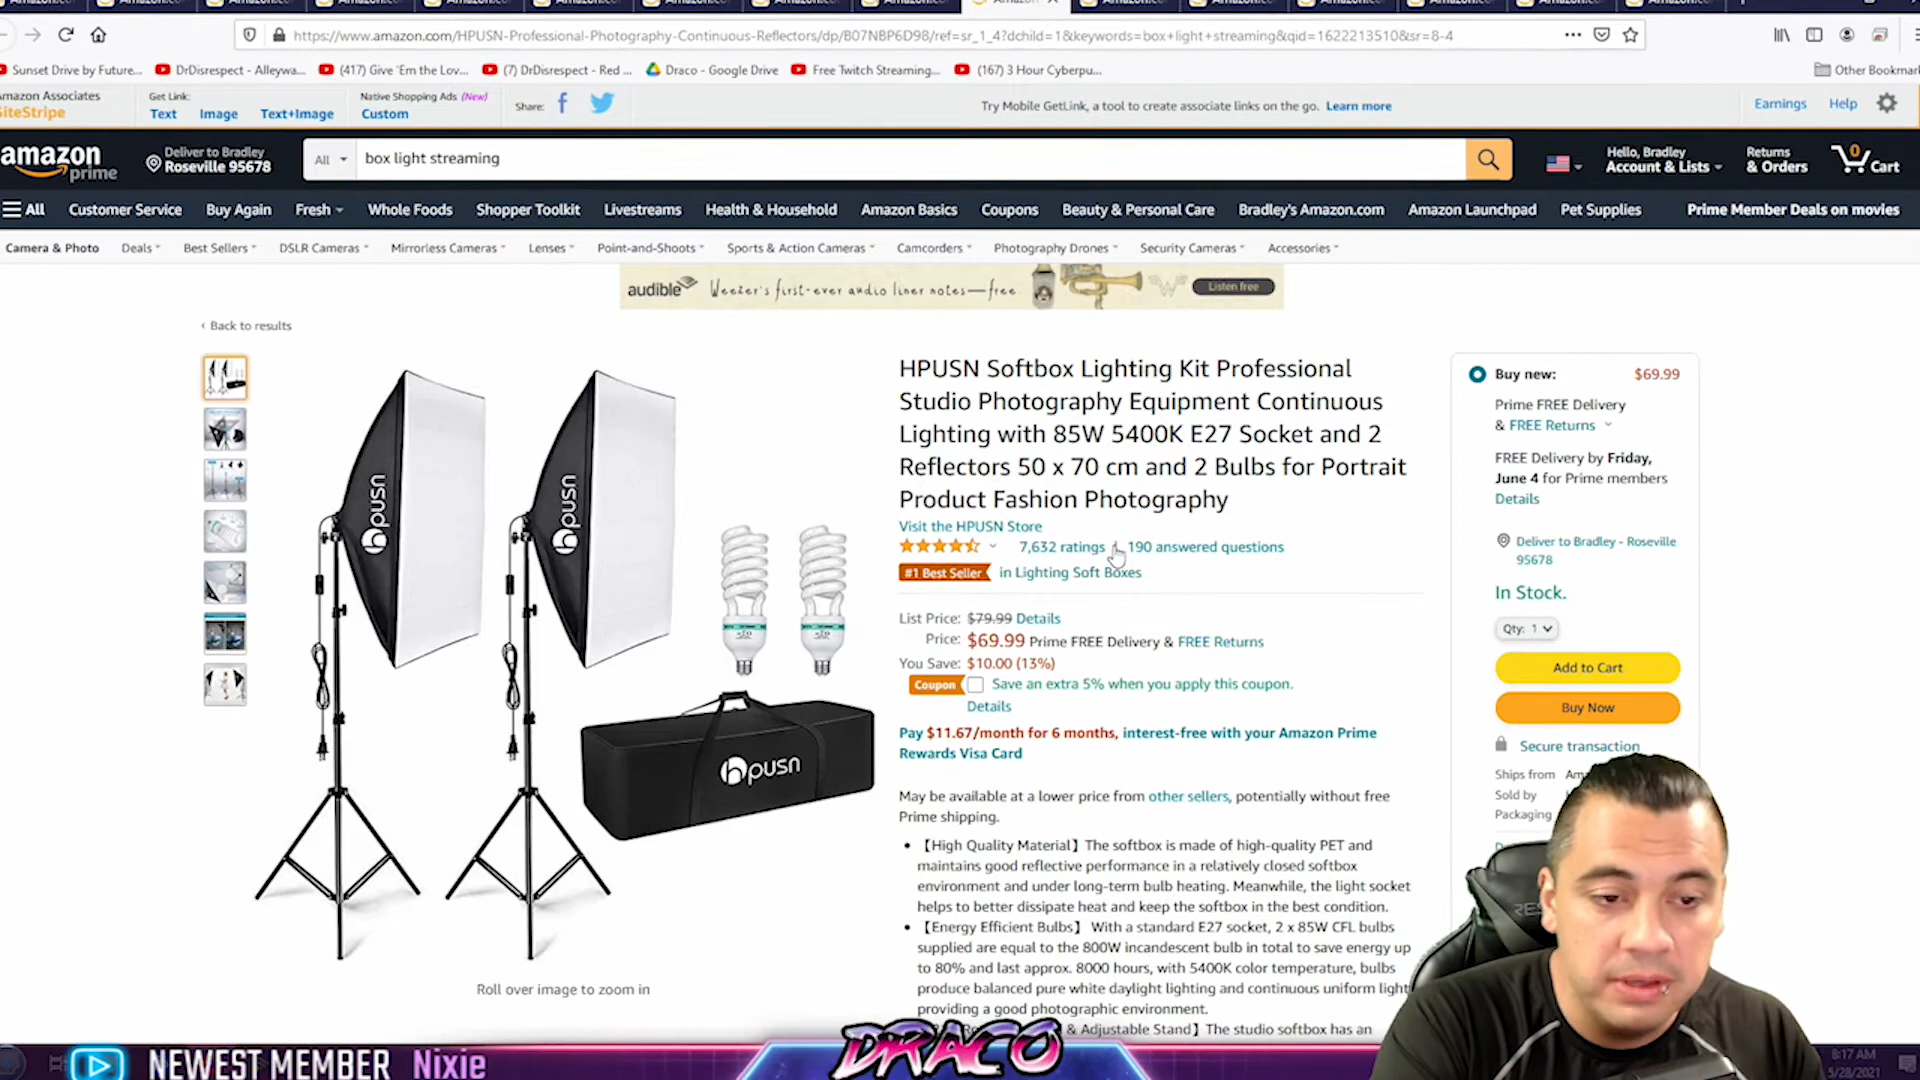 https://www.amazon.com/HPUSN-Professional-Photography-Continuous-Reflectors/dp/B07NBP6D98/ref=sr_1_4?dchild=1&keywords=box+light+streaming&qid=1622213510&sr=8-4
Sunset Drive by Future... DrDisrespect - Alleywa... (417) Give 'Em the Lov... (7) DrDisrespect - Red ... Draco - Google Drive Free Twitch Streaming... (167) 3 Hour Cyberpu... Other Bookmark
Amazon Associates Get Link: Native Shopping Ads (New)
SiteStripe Text Image Text+Image Custom Share: Try Mobile GetLink, a tool to create associate links on the go. Learn more Earnings Help
amazon prime
Deliver to Bradley
Roseville 95678
All box light streaming
Hello, Bradley
Account & Lists
Returns
& Orders
0
Cart
All Customer Service Buy Again Fresh Whole Foods Shopper Toolkit Livestreams Health & Household Amazon Basics Coupons Beauty & Personal Care Bradley's Amazon.com Amazon Launchpad Pet Supplies Prime Member Deals on movies
Camera & Photo Deals Best Sellers DSLR Cameras Mirrorless Cameras Lenses Point-and-Shoots Sports & Action Cameras Camcorders Photography Drones Security Cameras Accessories
audible Weezer's first-ever audio liner notes—free Listen free
‹ Back to results
hpusn
hpusn
hpusn
Roll over image to zoom in
HPUSN Softbox Lighting Kit Professional
Studio Photography Equipment Continuous
Lighting with 85W 5400K E27 Socket and 2
Reflectors 50 x 70 cm and 2 Bulbs for Portrait
Product Fashion Photography
Visit the HPUSN Store
7,632 ratings | 190 answered questions
#1 Best Seller in Lighting Soft Boxes
List Price: $79.99 Details
Price: $69.99 Prime FREE Delivery & FREE Returns
You Save: $10.00 (13%)
Coupon Save an extra 5% when you apply this coupon.
Details
Pay $11.67/month for 6 months, interest-free with your Amazon Prime
Rewards Visa Card
May be available at a lower price from other sellers, potentially without free
Prime shipping.
• 【High Quality Material】The softbox is made of high-quality PET and
maintains good reflective performance in a relatively closed softbox
environment and under long-term bulb heating. Meanwhile, the light socket
helps to better dissipate heat and keep the softbox in the best condition.
• 【Energy Efficient Bulbs】 With a standard E27 socket, 2 x 85W CFL bulbs
supplied are equal to the 800W incandescent bulb in total to save energy up
to 80% and last approx. 8000 hours, with 5400K color temperature, bulbs
produce balanced pure white daylight lighting and continuous uniform light
providing a good photographic environment.
& Adjustable Stand】The studio softbox has an
Buy new: $69.99
Prime FREE Delivery
& FREE Returns
FREE Delivery by Friday,
June 4 for Prime members
Details
Deliver to Bradley - Roseville
95678
In Stock.
Qty: 1
Add to Cart
Buy Now
Secure transaction
Ships from
Sold by
Packaging
DRACO
NEWEST MEMBER Nixie
8:17 AM
5/28/2021